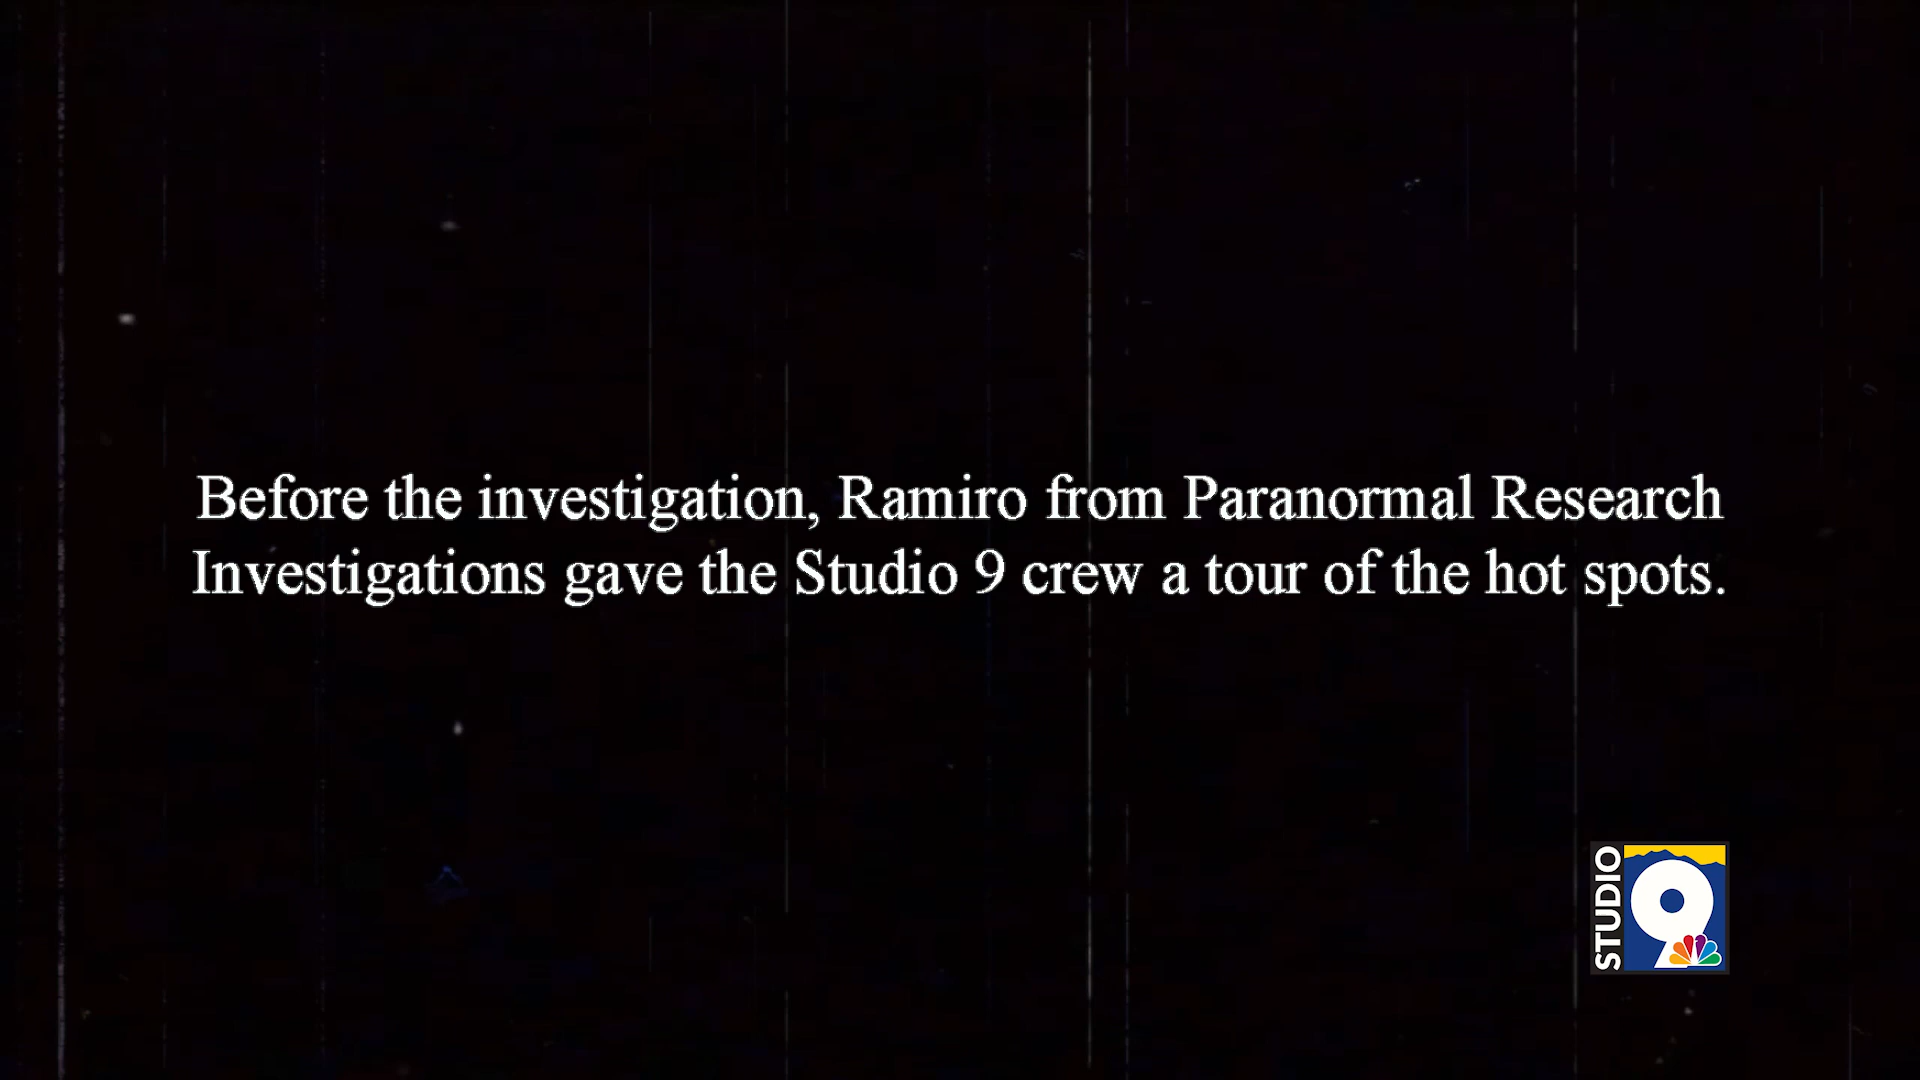 Before the investigation, Ramiro from Paranormal Research
Investigations gave the Studio 9 crew a tour of the hot spots.
STUDIO
9